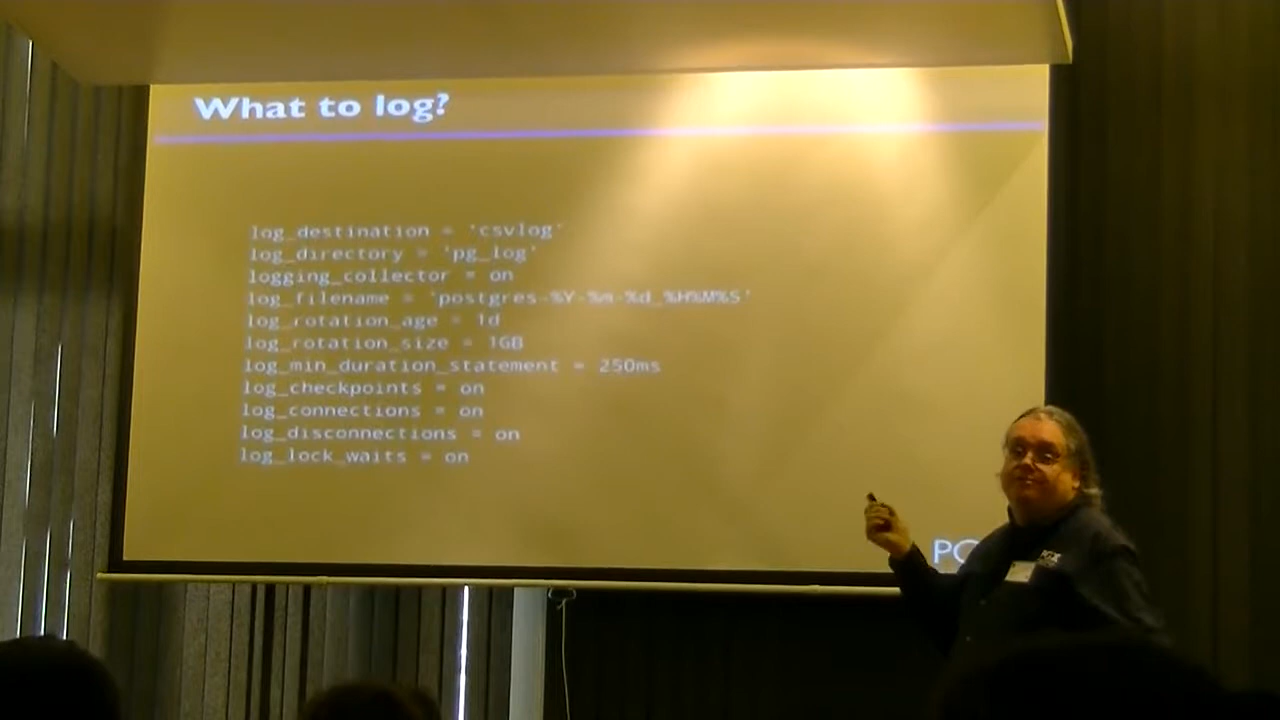 What to log?
log_destination = 'csvlog'
log_directory = 'pg_log'
logging_collector = on
log_filename = 'postgres-%Y-%m-%d_%H%M%S'
log_rotation_age = 1d
log_rotation_size = 1GB
log_min_duration_statement = 250ms
log_checkpoints = on
log_connections = on
log_disconnections = on
log_lock_waits = on